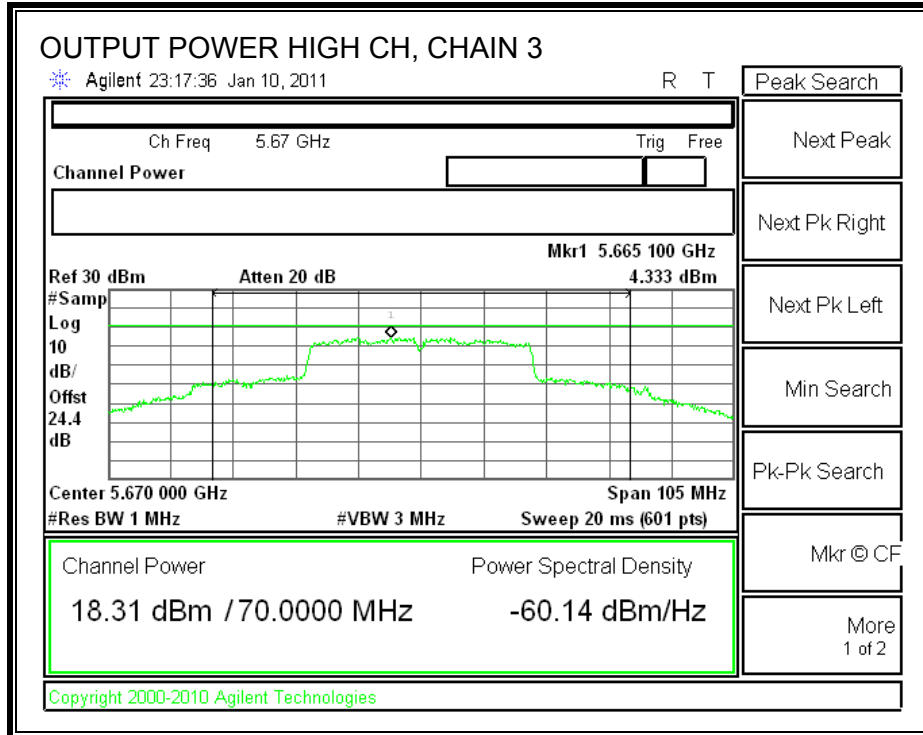 OUTPUT POWER HIGH CH, CHAIN 3
Agilent 23:17:36 Jan 10, 2011 R T
Peak Search
Ch Freq 5.67 GHz Trig Free
Next Peak
Channel Power
Next Pk Right
Mkr1 5.665 100 GHz
Ref 30 dBm Atten 20 dB 4.333 dBm
#Samp
Next Pk Left
Log
1
10
dB/
Min Search
Offst
24.4
dB
Pk-Pk Search
Center 5.670 000 GHz Span 105 MHz
#Res BW 1 MHz #VBW 3 MHz Sweep 20 ms (601 pts)
Mkr © CF
Channel Power Power Spectral Density
18.31 dBm / 70.0000 MHz -60.14 dBm/Hz
More
1 of 2
Copyright 2000-2010 Agilent Technologies